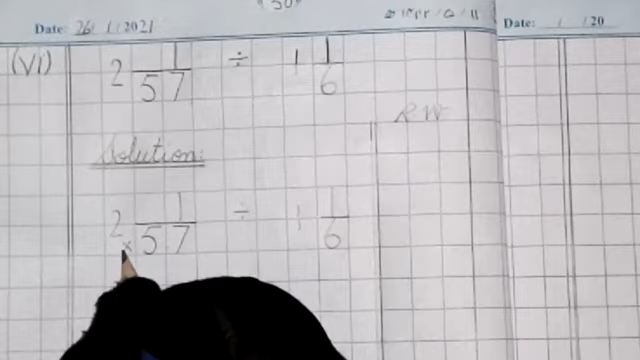 Date: 26/1/2021
Date: / /20
(VI) 2 1/57 ÷ 1 1/6
R W
Solution:
2 1/57 ÷ 1 1/6
×